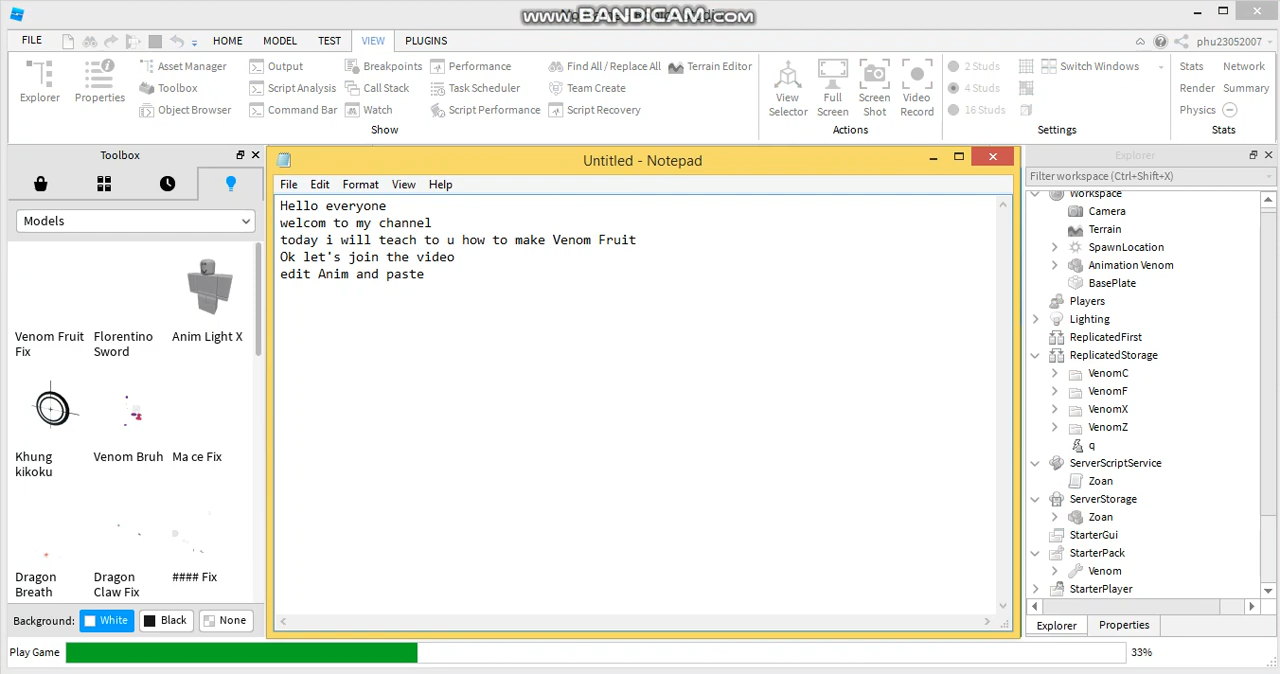 www.BANDICAM.com
FILE HOME MODEL TEST VIEW PLUGINS phu23052007
Explorer
Properties
Asset Manager
Toolbox
Object Browser
Output
Script Analysis
Command Bar
Breakpoints
Call Stack
Watch
Performance
Task Scheduler
Script Performance
Find All / Replace All
Team Create
Script Recovery
Terrain Editor
Show
View Selector
Full Screen
Screen Shot
Video Record
Actions
2 Studs
4 Studs
16 Studs
Switch Windows
Settings
Stats Network
Render Summary
Physics
Stats
Toolbox
Models
Venom Fruit Fix
Florentino Sword
Anim Light X
Khung kikoku
Venom Bruh
Ma ce Fix
Dragon Breath
Dragon Claw Fix
#### Fix
Background: White Black None
Play Game 33%
Untitled - Notepad
File Edit Format View Help
Hello everyone
welcom to my channel
today i will teach to u how to make Venom Fruit
Ok let's join the video
edit Anim and paste
Explorer
Filter workspace (Ctrl+Shift+X)
Workspace
Camera
Terrain
SpawnLocation
Animation Venom
BasePlate
Players
Lighting
ReplicatedFirst
ReplicatedStorage
VenomC
VenomF
VenomX
VenomZ
q
ServerScriptService
Zoan
ServerStorage
Zoan
StarterGui
StarterPack
Venom
StarterPlayer
Explorer Properties